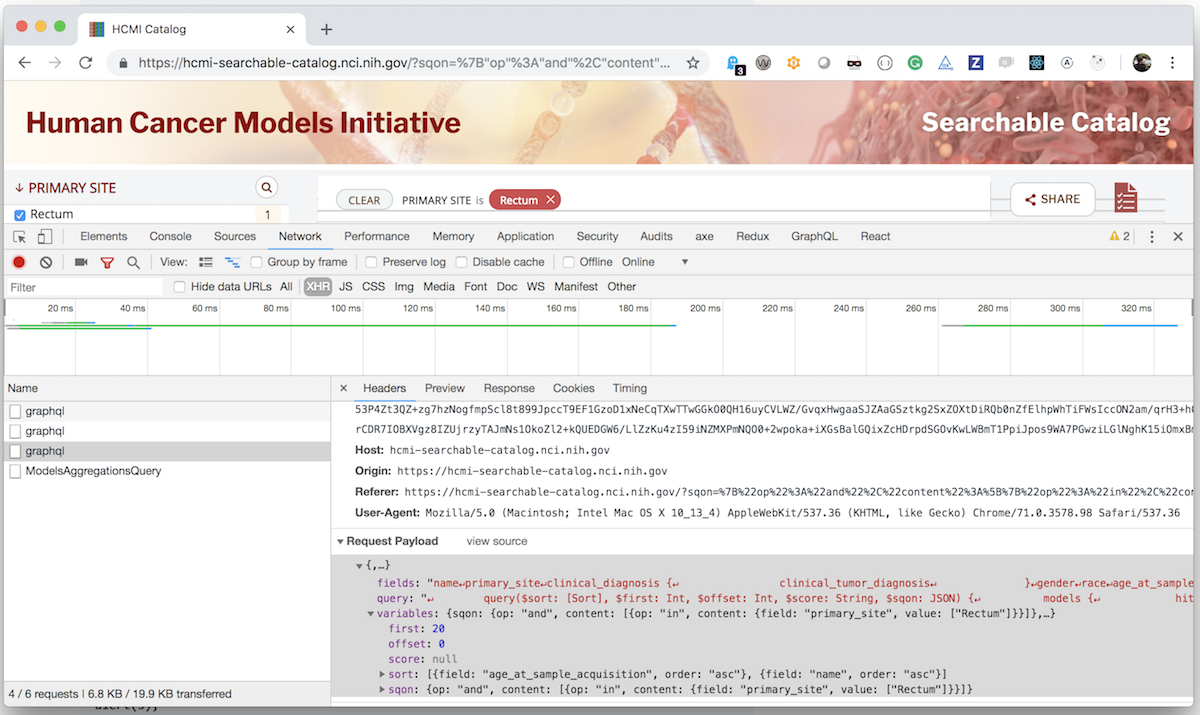 HCMI Catalog
https://hcmi-searchable-catalog.nci.nih.gov/?sqon=%7B"op"%3A"and"%2C"content"...
3
Human Cancer Models Initiative
Searchable Catalog
PRIMARY SITE
CLEAR PRIMARY SITE is Rectum
SHARE
Rectum 1
Elements Console Sources Network Performance Memory Application Security Audits axe Redux GraphQL React 2
View: Group by frame Preserve log Disable cache Offline Online
Filter Hide data URLs All XHR JS CSS Img Media Font Doc WS Manifest Other
20 ms 40 ms 60 ms 80 ms 100 ms 120 ms 140 ms 160 ms 180 ms 200 ms 220 ms 240 ms 260 ms 280 ms 300 ms 320 ms
Name
graphql
graphql
graphql
ModelsAggregationsQuery
4 / 6 requests | 6.8 KB / 19.9 KB transferred
Headers Preview Response Cookies Timing
Host: hcmi-searchable-catalog.nci.nih.gov
Origin: https://hcmi-searchable-catalog.nci.nih.gov
Referer: https://hcmi-searchable-catalog.nci.nih.gov/?sqon=%7B%22op%22%3A%22and%22%2C%22content%22%3A%5B%7B%22op%22%3A%22in%22%2C%22co
User-Agent: Mozilla/5.0 (Macintosh; Intel Mac OS X 10_13_4) AppleWebKit/537.36 (KHTML, like Gecko) Chrome/71.0.3578.98 Safari/537.36
Request Payload view source
{,…}
fields: "name↵primary_site↵clinical_diagnosis {↵ clinical_tumor_diagnosis↵ }↵gender↵race↵age_at_sample
query: "↵ query($sort: [Sort], $first: Int, $offset: Int, $score: String, $sqon: JSON) {↵ models {↵ hit
variables: {sqon: {op: "and", content: [{op: "in", content: {field: "primary_site", value: ["Rectum"]}}]},…}
first: 20
offset: 0
score: null
sort: [{field: "age_at_sample_acquisition", order: "asc"}, {field: "name", order: "asc"}]
sqon: {op: "and", content: [{op: "in", content: {field: "primary_site", value: ["Rectum"]}}]}